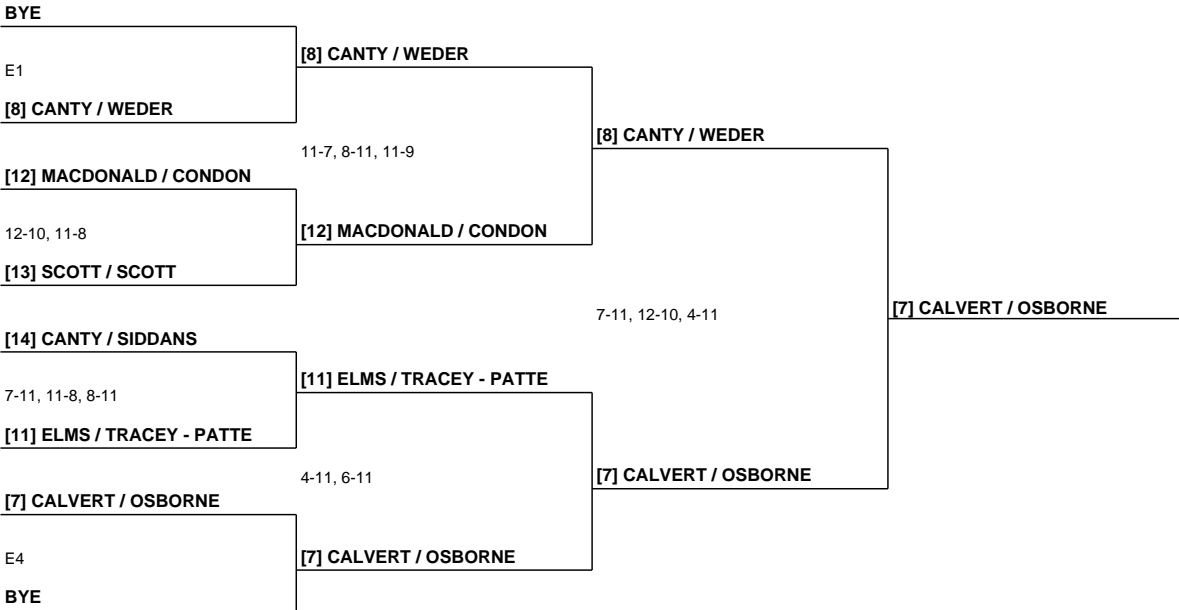 BYE
E1
[8] CANTY / WEDER
[12] MACDONALD / CONDON
12-10, 11-8
[13] SCOTT / SCOTT
[14] CANTY / SIDDANS
7-11, 11-8, 8-11
[11] ELMS / TRACEY - PATTE
[7] CALVERT / OSBORNE
E4
BYE
[8] CANTY / WEDER
11-7, 8-11, 11-9
[12] MACDONALD / CONDON
[11] ELMS / TRACEY - PATTE
4-11, 6-11
[7] CALVERT / OSBORNE
[8] CANTY / WEDER
7-11, 12-10, 4-11
[7] CALVERT / OSBORNE
[7] CALVERT / OSBORNE